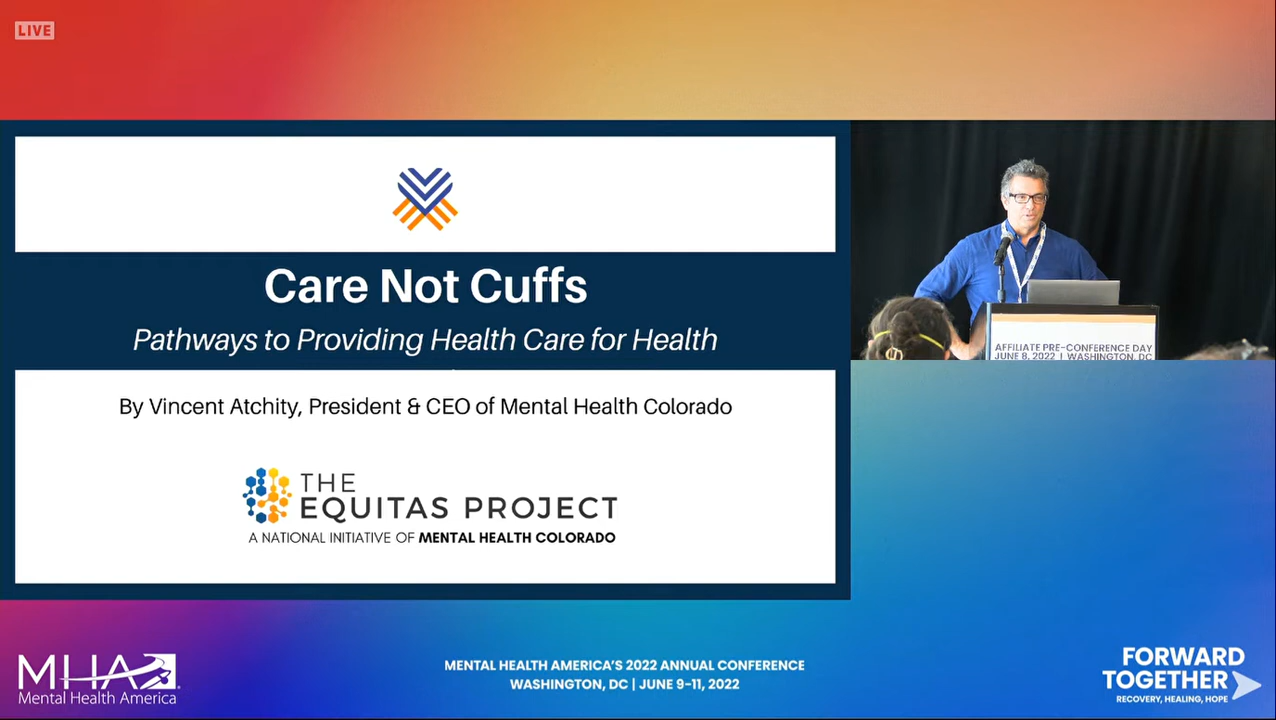 LIVE
Care Not Cuffs
Pathways to Providing Health Care for Health
By Vincent Atchity, President & CEO of Mental Health Colorado
THE
EQUITAS PROJECT
A NATIONAL INITIATIVE OF MENTAL HEALTH COLORADO
AFFILIATE PRE-CONFERENCE DAY
JUNE 8, 2022 | WASHINGTON, DC
MHA
Mental Health America
MENTAL HEALTH AMERICA'S 2022 ANNUAL CONFERENCE
WASHINGTON, DC | JUNE 9-11, 2022
FORWARD
TOGETHER
RECOVERY, HEALING, HOPE